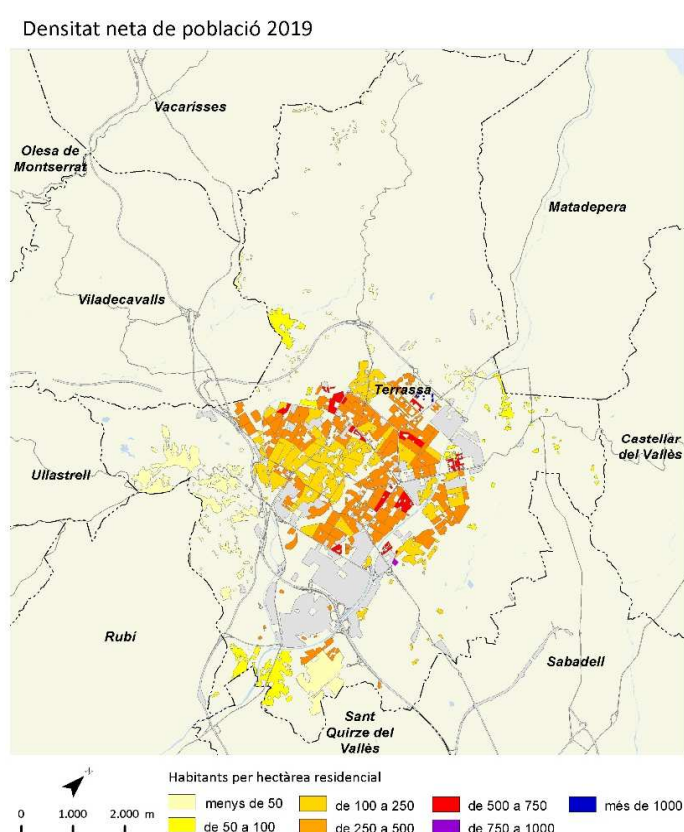 Densitat neta de població 2019
Vacarisses
Olesa de
Montserrat
Matadepera
Viladecavalls
Terrassa
Castellar
del Vallès
Ullastrell
Rubí
Sabadell
Sant
Quirze del
Vallès
Habitants per hectàrea residencial
menys de 50
de 100 a 250
de 500 a 750
més de 1000
de 50 a 100
de 250 a 500
de 750 a 1000
0 1.000 2.000 m